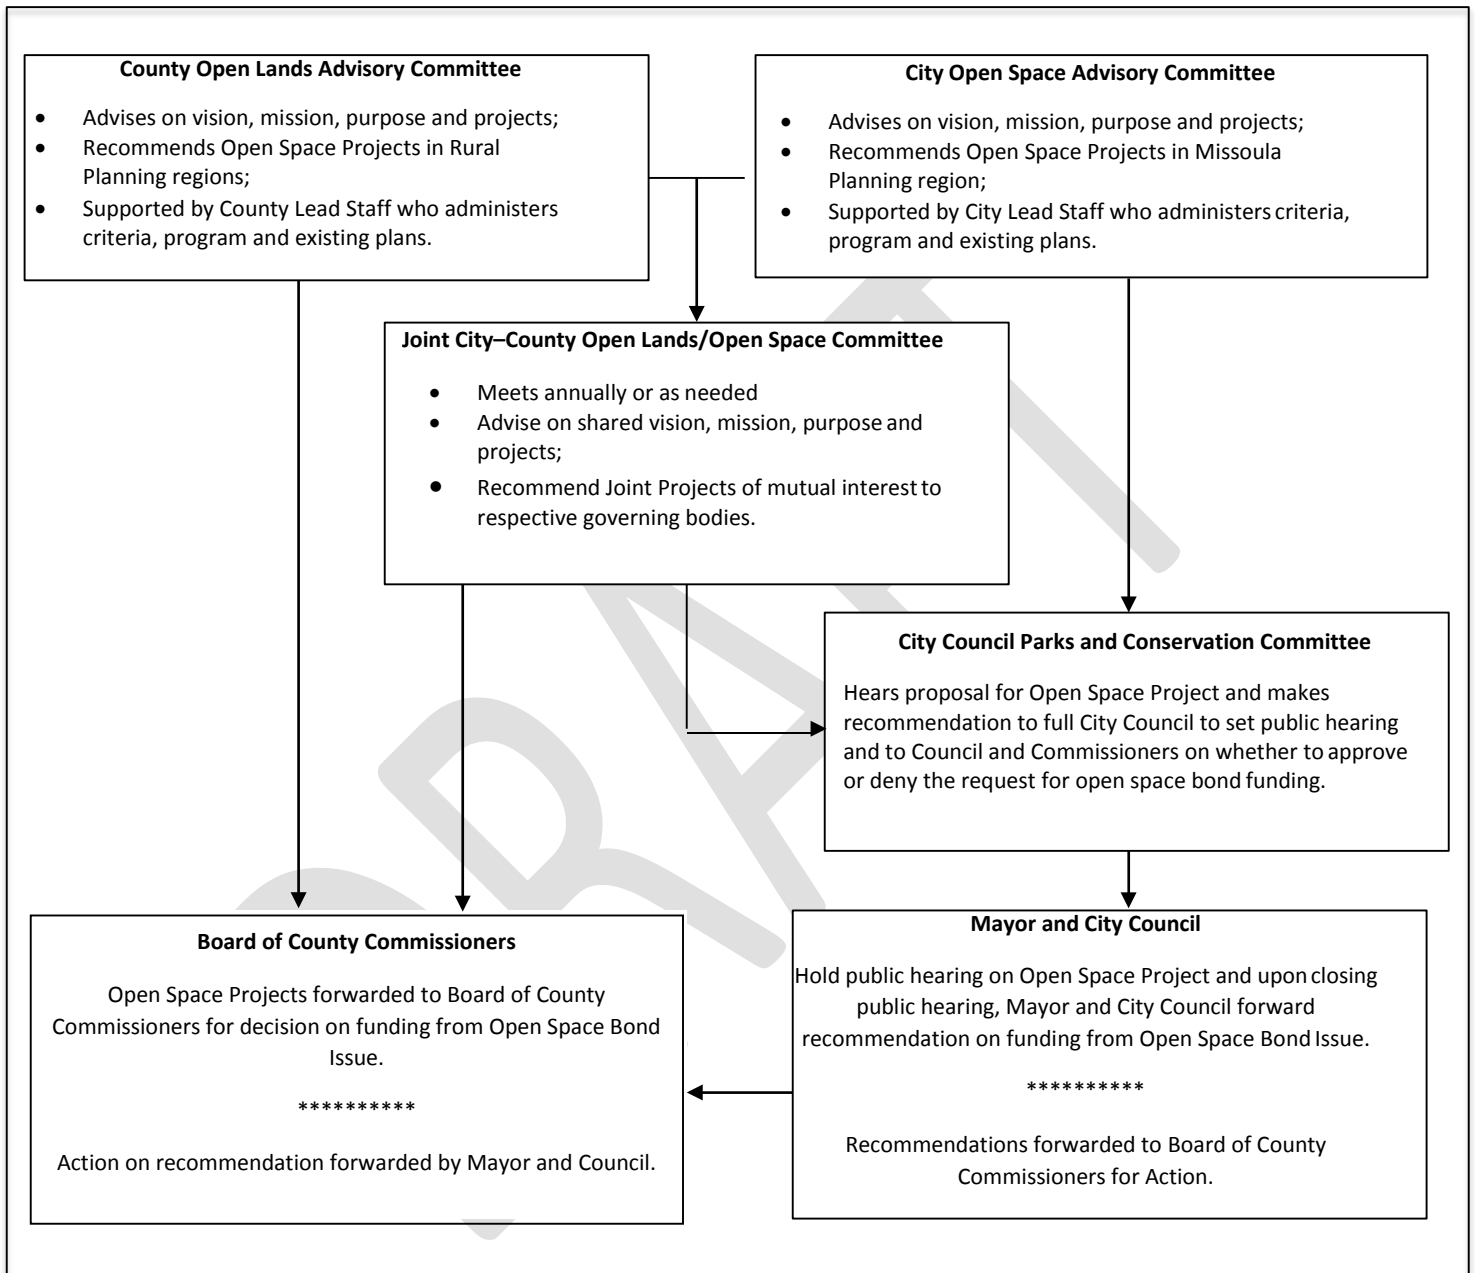 County Open Lands Advisory Committee
• Advises on vision, mission, purpose and projects;
• Recommends Open Space Projects in Rural
Planning regions;
• Supported by County Lead Staff who administers
criteria, program and existing plans.
City Open Space Advisory Committee
• Advises on vision, mission, purpose and projects;
• Recommends Open Space Projects in Missoula
Planning region;
• Supported by City Lead Staff who administers criteria,
program and existing plans.
Joint City–County Open Lands/Open Space Committee
• Meets annually or as needed
• Advise on shared vision, mission, purpose and
projects;
• Recommend Joint Projects of mutual interest to
respective governing bodies.
City Council Parks and Conservation Committee
Hears proposal for Open Space Project and makes
recommendation to full City Council to set public hearing
and to Council and Commissioners on whether to approve
or deny the request for open space bond funding.
Board of County Commissioners
Open Space Projects forwarded to Board of County
Commissioners for decision on funding from Open Space Bond
Issue.
**********
Action on recommendation forwarded by Mayor and Council.
Mayor and City Council
Hold public hearing on Open Space Project and upon closing
public hearing, Mayor and City Council forward
recommendation on funding from Open Space Bond Issue.
**********
Recommendations forwarded to Board of County
Commissioners for Action.
DRAFT